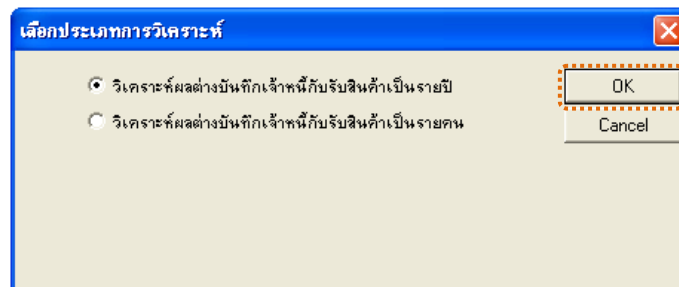 เลือกประเภทการวิเคราะห์
วิเคราะห์ผลต่างบันทึกเจ้าหนี้กับรับสินค้าเป็นรายปี
OK
วิเคราะห์ผลต่างบันทึกเจ้าหนี้กับรับสินค้าเป็นรายคน
Cancel